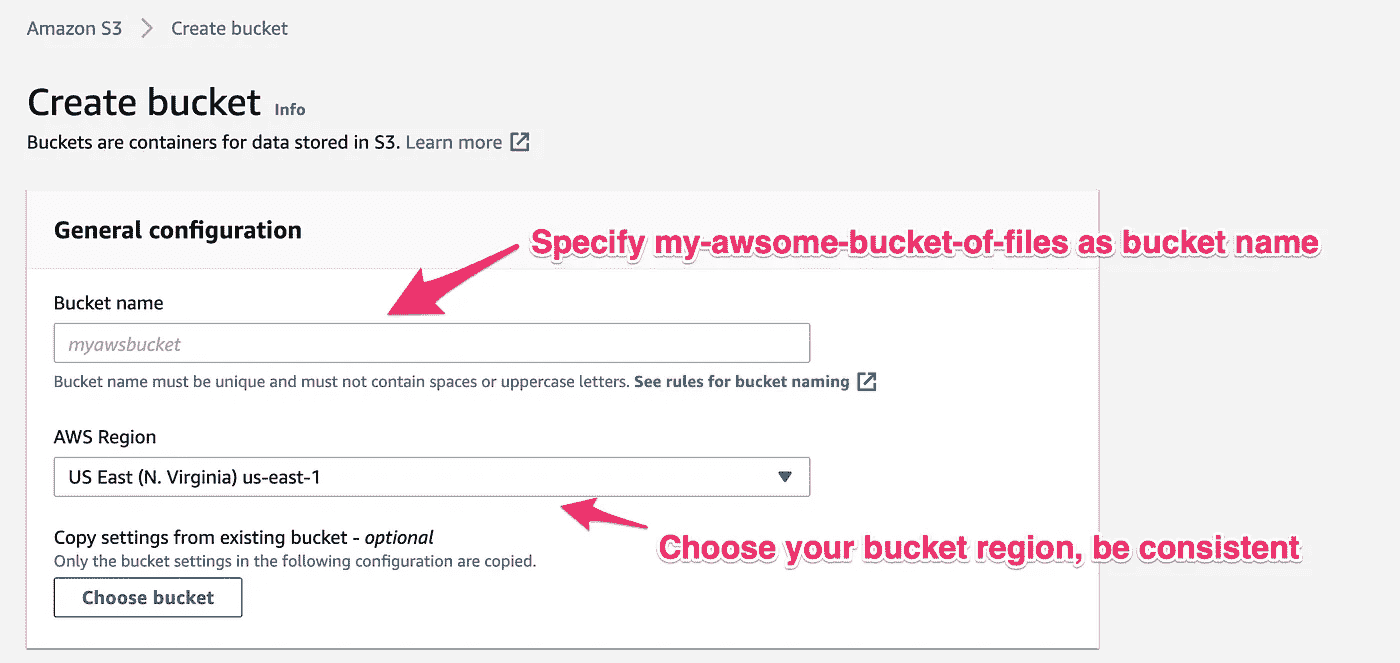 Amazon S3 > Create bucket
Create bucket Info
Buckets are containers for data stored in S3. Learn more
General configuration
Specify my-awsome-bucket-of-files as bucket name
Bucket name
myawsbucket
Bucket name must be unique and must not contain spaces or uppercase letters. See rules for bucket naming
AWS Region
US East (N. Virginia) us-east-1
Copy settings from existing bucket - optional
Choose your bucket region, be consistent
Only the bucket settings in the following configuration are copied.
Choose bucket